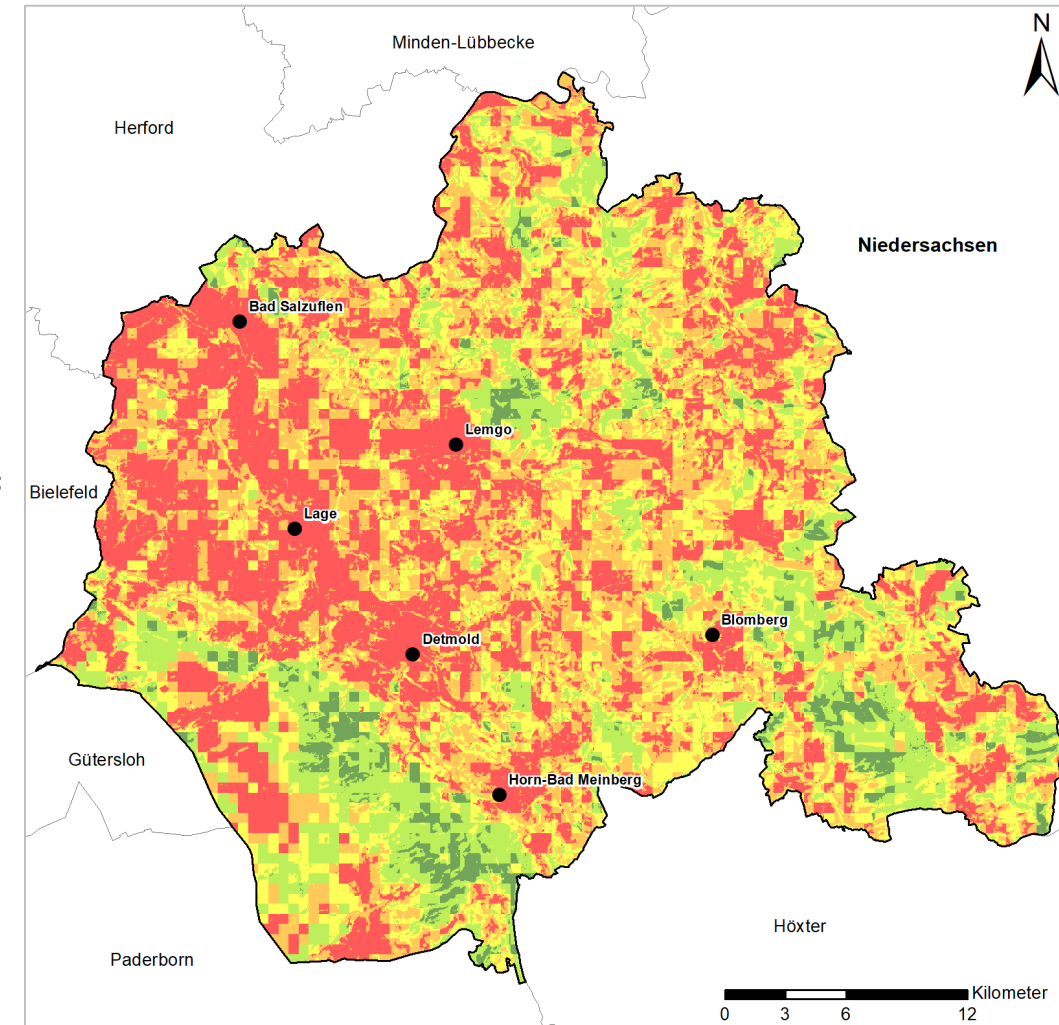 N
Minden-Lübbecke
Herford
Niedersachsen
Bad Salzuflen
Lemgo
Bielefeld
Lage
Blomberg
Detmold
Gütersloh
Horn-Bad Meinberg
Höxter
Paderborn
Kilometer
0 3 6 12